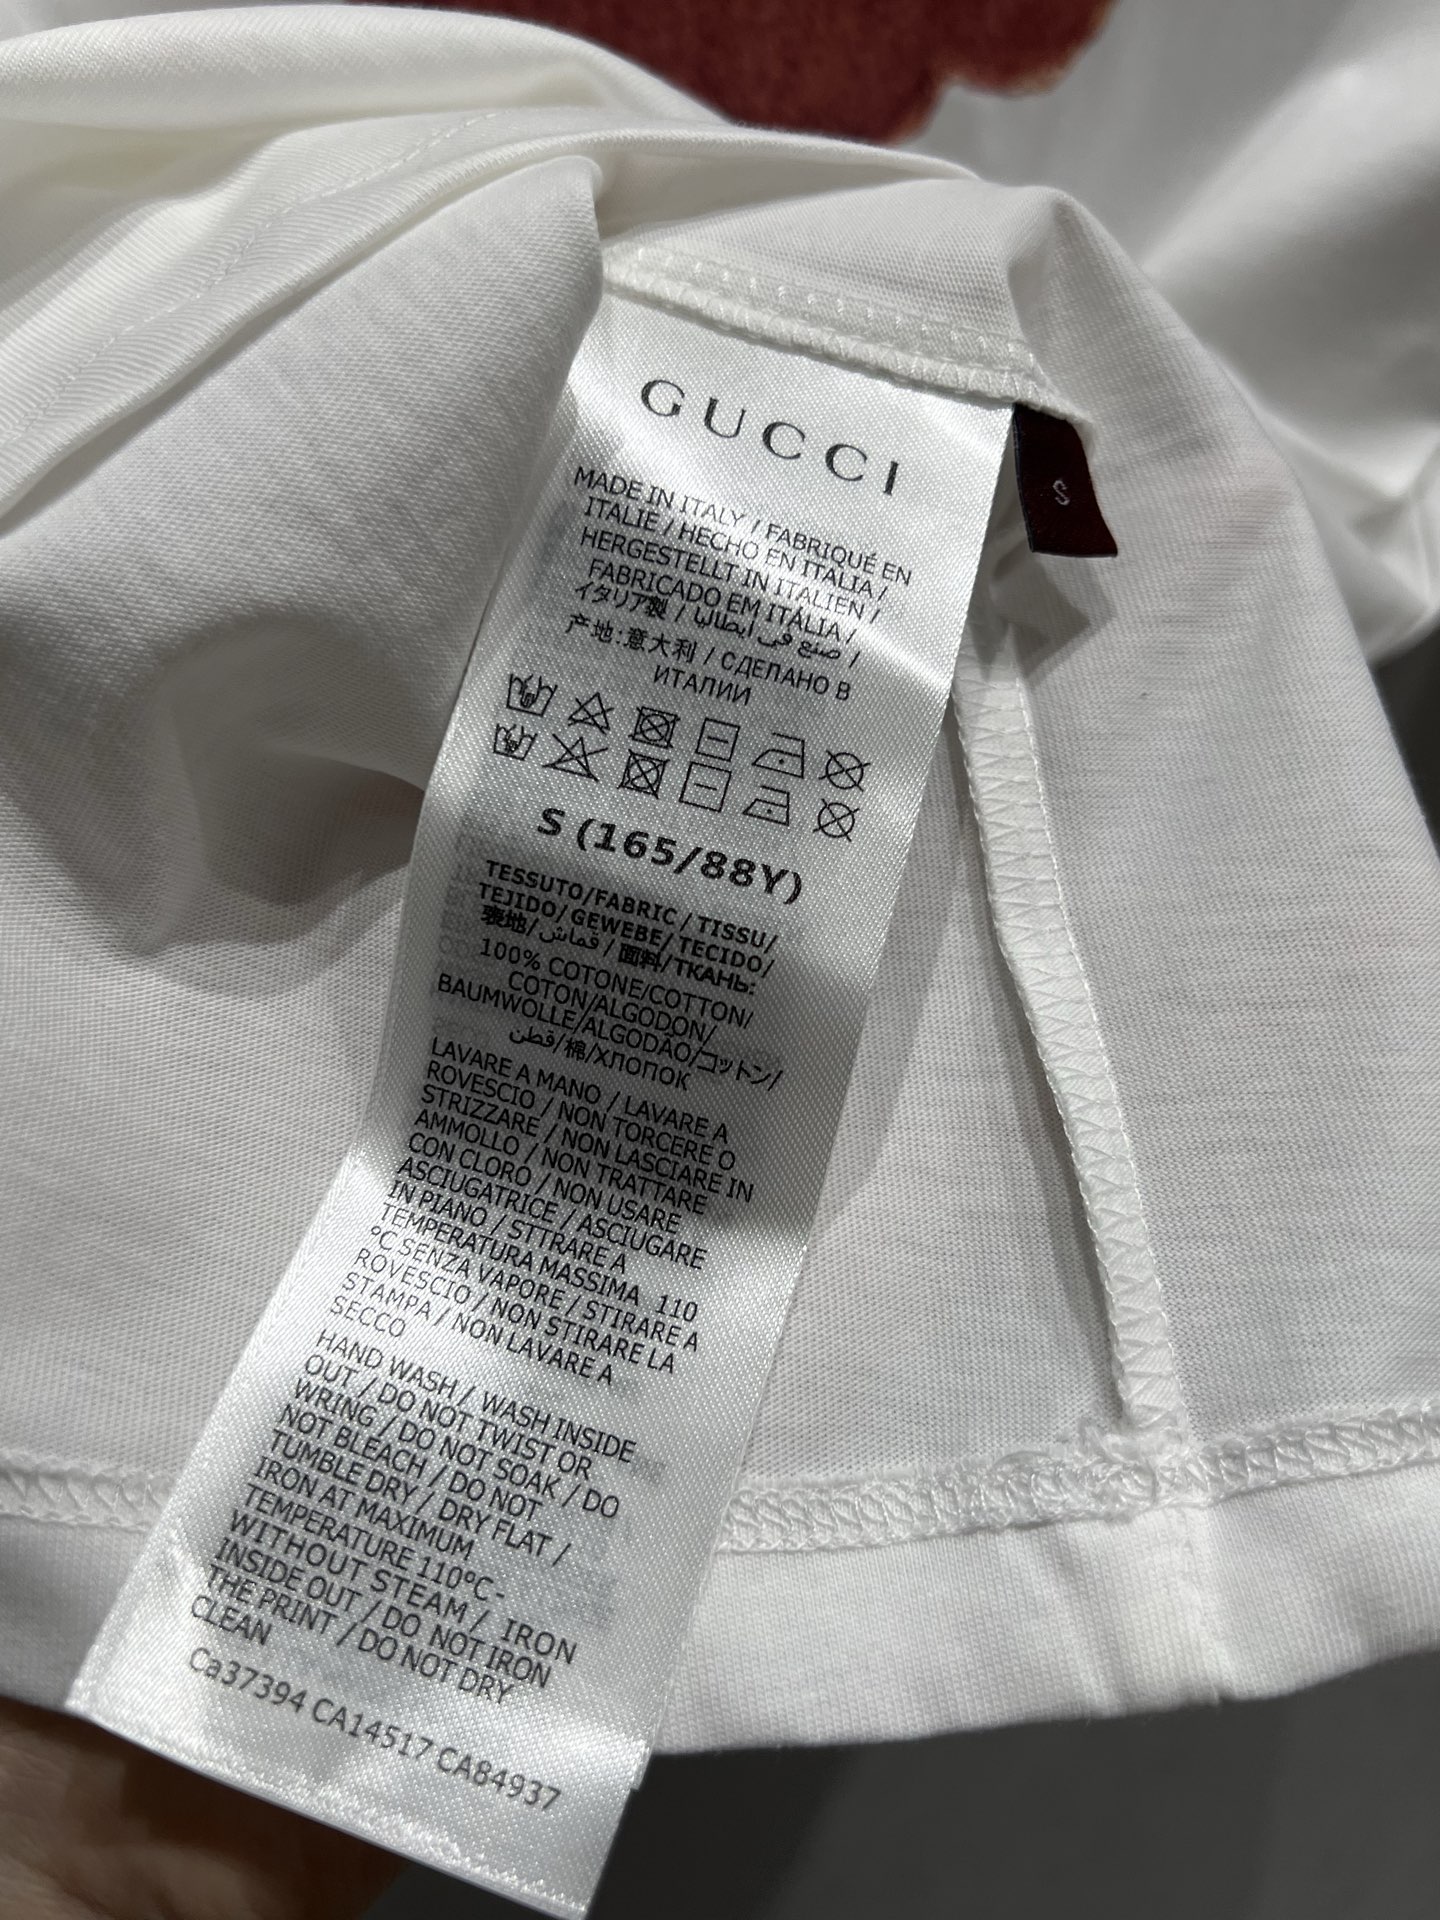 GUCCI
S
MADE IN ITALY / FABRIQUÉ EN
ITALIE / HECHO EN ITALIA /
HERGESTELLT IN ITALIEN /
FABRICADO EM ITÁLIA /
イタリア製 / صنع في ايطاليا /
产地:意大利 / СДЕЛАНО В
ИТАЛИИ
S (165/88Y)
TESSUTO/FABRIC / TISSU/
TEJIDO/ GEWEBE/ TECIDO/
表地/ قماش / 面料/ТКАНЬ:
100% COTONE/COTTON/
COTON/ALGODON/
BAUMWOLLE/ALGODÃO/コットン/
قطن/棉/ХЛОПОК
LAVARE A MANO / LAVARE A
ROVESCIO / NON TORCERE O
STRIZZARE / NON LASCIARE IN
AMMOLLO / NON TRATTARE
CON CLORO / NON USARE
ASCIUGATRICE / ASCIUGARE
IN PIANO / STTRARE A
TEMPERATURA MASSIMA 110
°C SENZA VAPORE / STIRARE A
ROVESCIO / NON STIRARE LA
STAMPA / NON LAVARE A
SECCO
HAND WASH / WASH INSIDE
OUT / DO NOT TWIST OR
WRING / DO NOT SOAK / DO
NOT BLEACH / DO NOT
TUMBLE DRY / DRY FLAT /
IRON AT MAXIMUM
TEMPERATURE 110°C -
WITHOUT STEAM / IRON
INSIDE OUT / DO NOT IRON
THE PRINT / DO NOT DRY
CLEAN
Ca37394 CA14517 CA84937